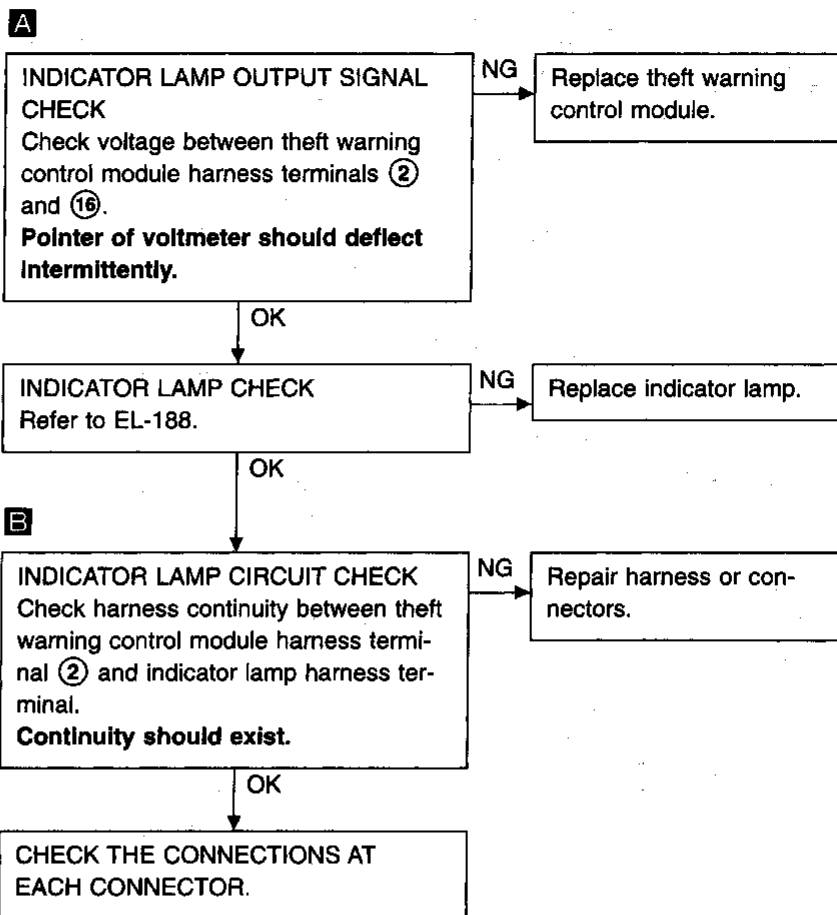 A
INDICATOR LAMP OUTPUT SIGNAL
CHECK
Check voltage between theft warning
control module harness terminals ②
and ⑯.
Pointer of voltmeter should deflect
intermittently.
NG
Replace theft warning
control module.
OK
INDICATOR LAMP CHECK
Refer to EL-188.
NG
Replace indicator lamp.
OK
B
INDICATOR LAMP CIRCUIT CHECK
Check harness continuity between theft
warning control module harness termi-
nal ② and indicator lamp harness ter-
minal.
Continuity should exist.
NG
Repair harness or con-
nectors.
OK
CHECK THE CONNECTIONS AT
EACH CONNECTOR.